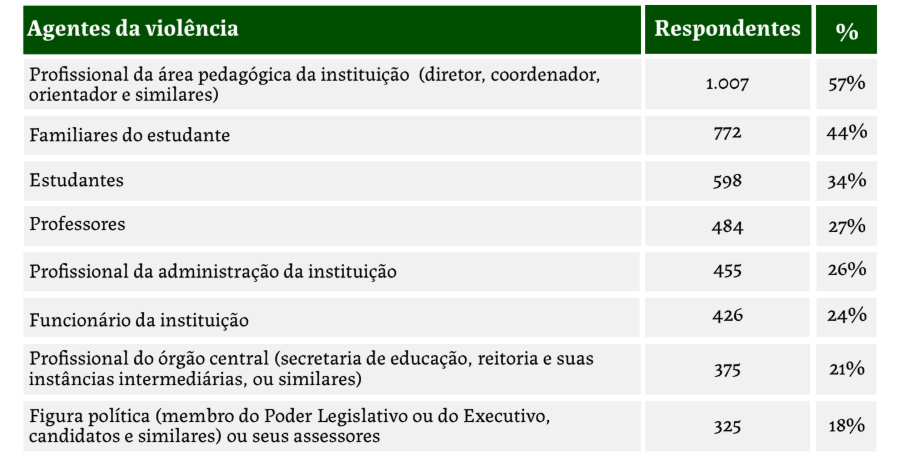 Agentes da violência Respondentes %
Profissional da área pedagógica da instituição (diretor, coordenador,
orientador e similares) 1.007 57%
Familiares do estudante 772 44%
Estudantes 598 34%
Professores 484 27%
Profissional da administração da instituição 455 26%
Funcionário da instituição 426 24%
Profissional do órgão central (secretaria de educação, reitoria e suas
instâncias intermediárias, ou similares) 375 21%
Figura política (membro do Poder Legislativo ou do Executivo,
candidatos e similares) ou seus assessores 325 18%